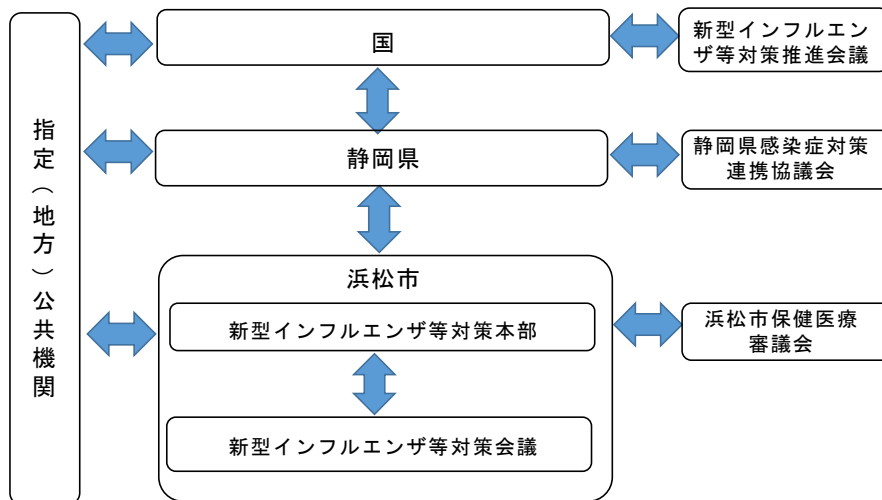 指定（地方）公共機関
国
新型インフルエン
ザ等対策推進会議
静岡県
静岡県感染症対策
連携協議会
浜松市
新型インフルエンザ等対策本部
浜松市保健医療
審議会
新型インフルエンザ等対策会議